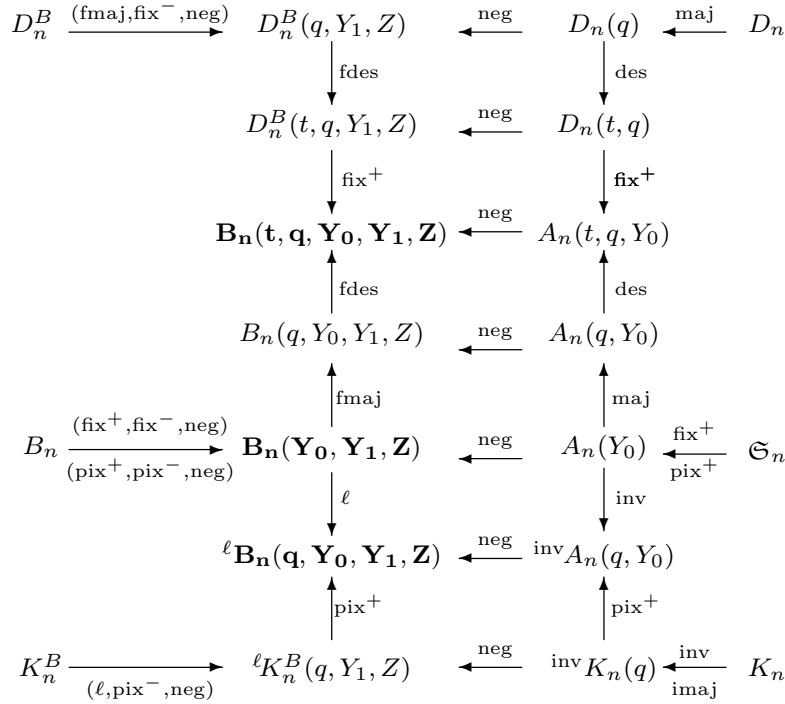 D_n^B (fmaj,fix⁻,neg) D_n^B(q, Y_1, Z) neg D_n(q) maj D_n
fdes des
D_n^B(t, q, Y_1, Z) neg D_n(t, q)
fix⁺ fix⁺
B_n(t, q, Y_0, Y_1, Z) neg A_n(t, q, Y_0)
fdes des
B_n(q, Y_0, Y_1, Z) neg A_n(q, Y_0)
fmaj maj
B_n (fix⁺,fix⁻,neg) (pix⁺,pix⁻,neg) B_n(Y_0, Y_1, Z) neg A_n(Y_0) fix⁺ pix⁺ 𝔖_n
ℓ inv
^ℓB_n(q, Y_0, Y_1, Z) neg ^inv A_n(q, Y_0)
pix⁺ pix⁺
K_n^B (ℓ,pix⁻,neg) ^ℓK_n^B(q, Y_1, Z) neg ^inv K_n(q) inv imaj K_n